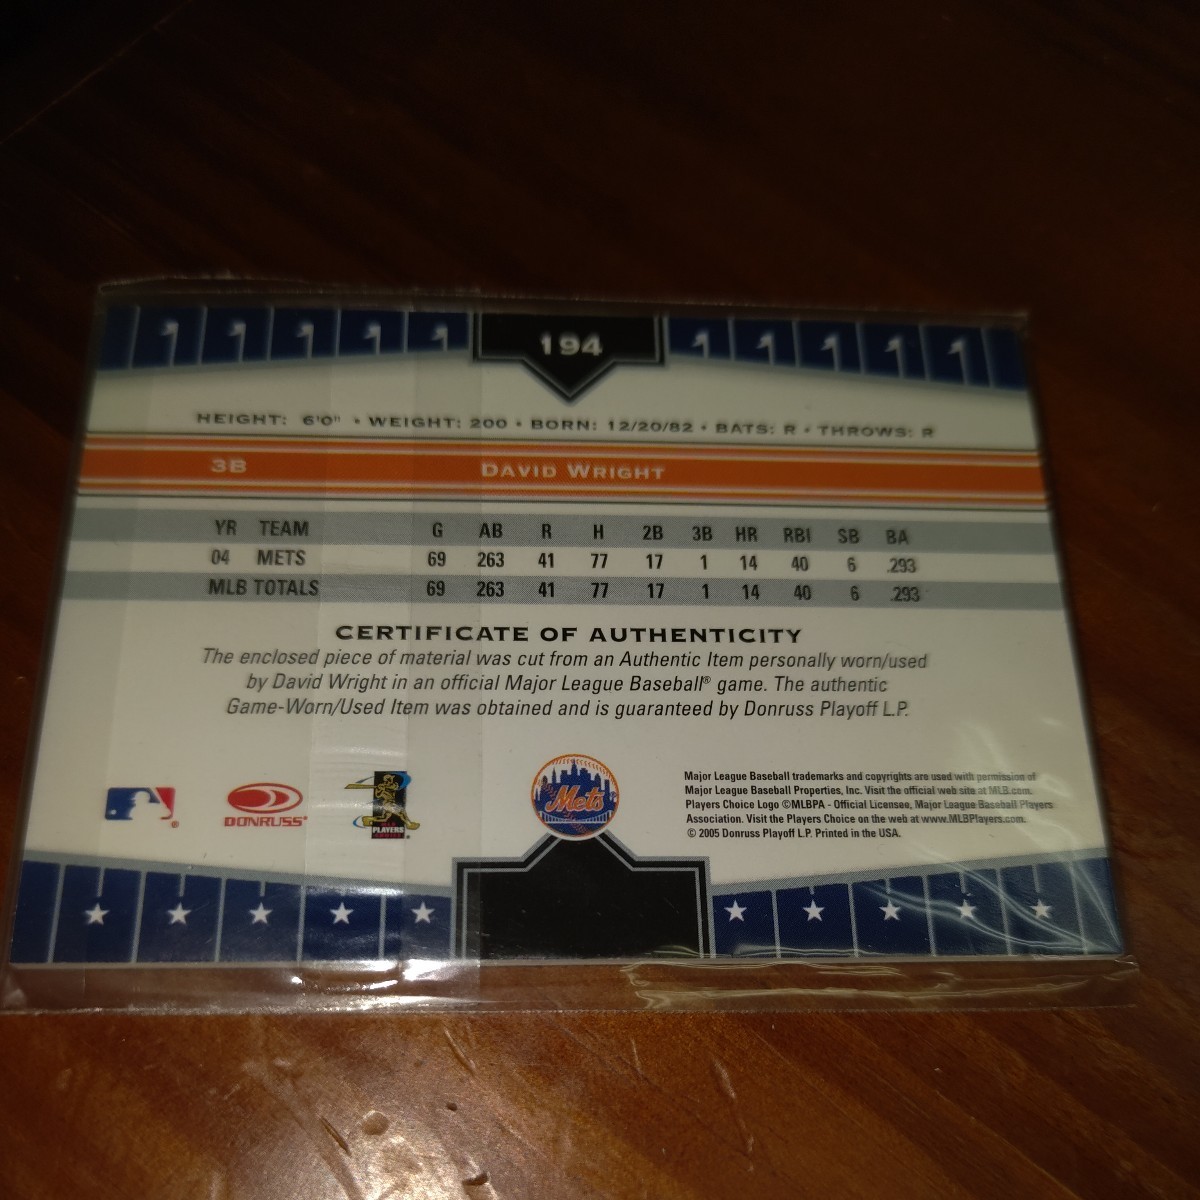 194
HEIGHT: 6'0" • WEIGHT: 200 • BORN: 12/20/82 • BATS: R • THROWS: R
3B DAVID WRIGHT
YR TEAM G AB R H 2B 3B HR RBI SB BA
04 METS 69 263 41 77 17 1 14 40 6 .293
MLB TOTALS 69 263 41 77 17 1 14 40 6 .293
CERTIFICATE OF AUTHENTICITY
The enclosed piece of material was cut from an Authentic Item personally worn/used
by David Wright in an official Major League Baseball® game. The authentic
Game-Worn/Used Item was obtained and is guaranteed by Donruss Playoff L.P.
DONRUSS
PLAYERS
Mets
Major League Baseball trademarks and copyrights are used with permission of
Major League Baseball Properties, Inc. Visit the official web site at MLB.com.
Players Choice Logo ©MLBPA - Official Licensee, Major League Baseball Players
Association. Visit the Players Choice on the web at www.MLBPlayers.com.
© 2005 Donruss Playoff L.P. Printed in the USA.